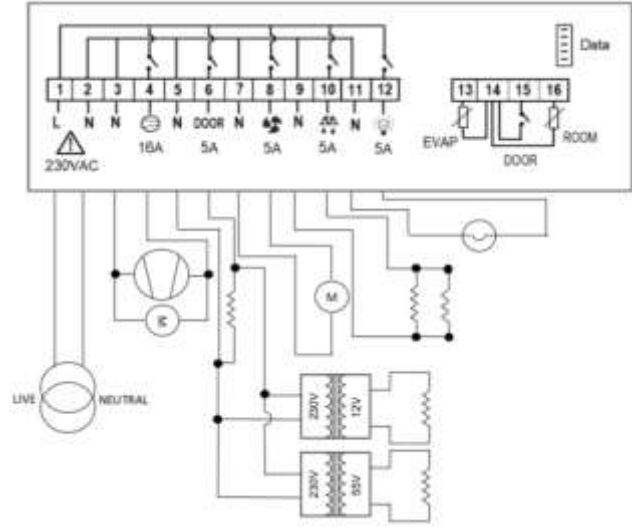 Data
1 2 3 4 5 6 7 8 9 10 11 12
13 14 15 16
L N N N DOOR N N N
16A 5A 5A 5A 5A
230VAC
EVAP
DOOR
ROOM
M
M
LIVE
NEUTRAL
12V
230V
55V